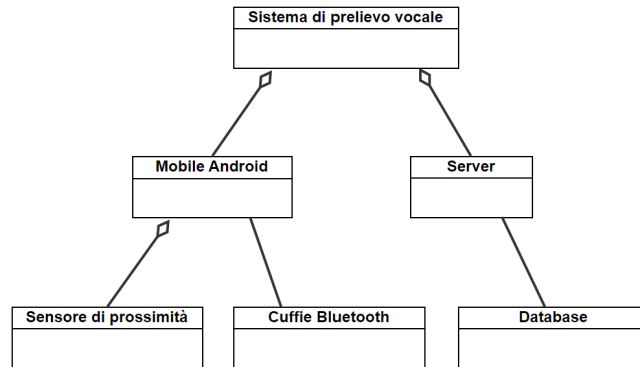 Sistema di prelievo vocale
Mobile Android
Server
Sensore di prossimità
Cuffie Bluetooth
Database